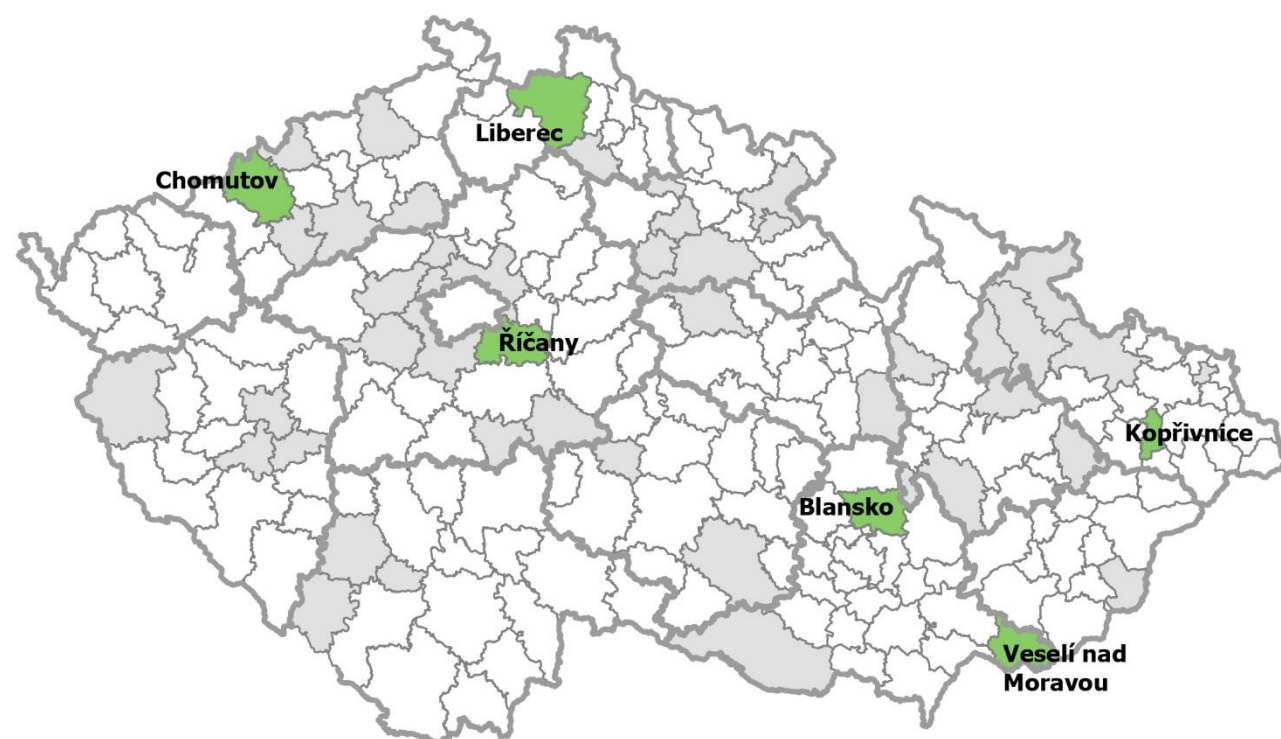 Liberec
Chomutov
Říčany
Kopřivnice
Blansko
Veselí nad
Moravou